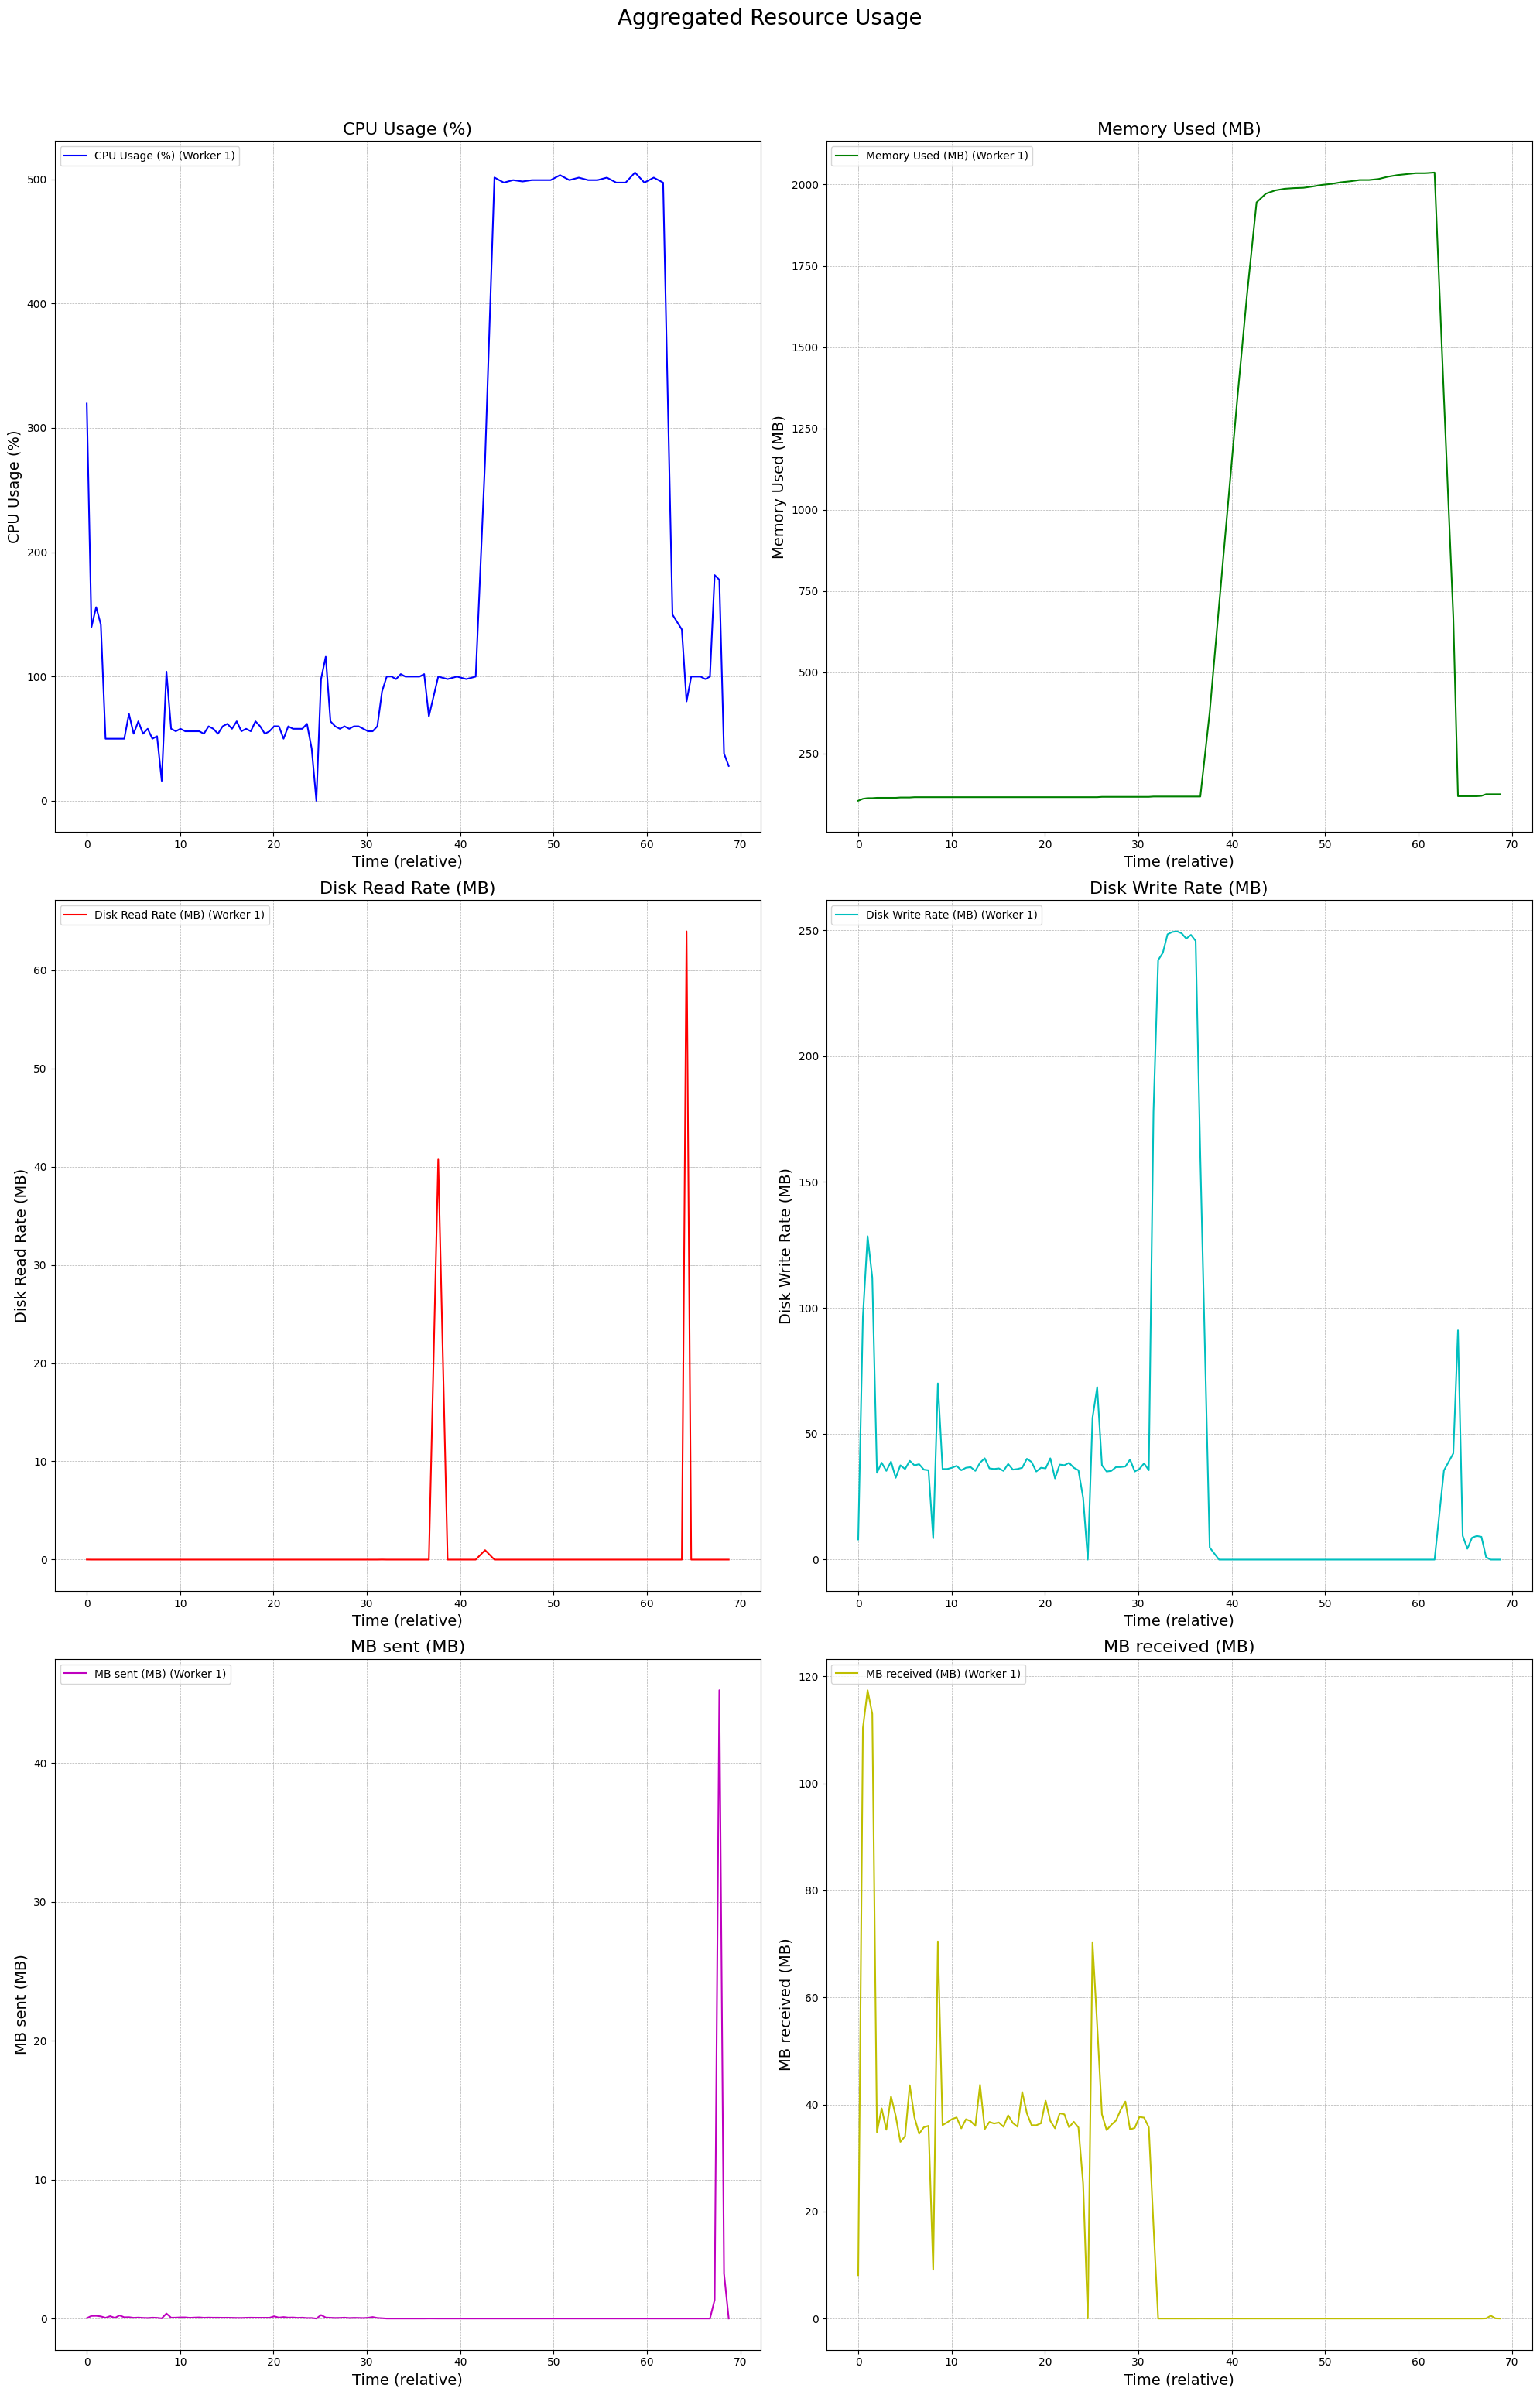 Aggregated Resource Usage
CPU Usage (%)
CPU Usage (%) (Worker 1)
CPU Usage (%)
500
400
300
200
100
0
0 10 20 30 40 50 60 70
Time (relative)
Memory Used (MB)
Memory Used (MB) (Worker 1)
Memory Used (MB)
2000
1750
1500
1250
1000
750
500
250
0 10 20 30 40 50 60 70
Time (relative)
Disk Read Rate (MB)
Disk Read Rate (MB) (Worker 1)
Disk Read Rate (MB)
60
50
40
30
20
10
0
0 10 20 30 40 50 60 70
Time (relative)
Disk Write Rate (MB)
Disk Write Rate (MB) (Worker 1)
Disk Write Rate (MB)
250
200
150
100
50
0
0 10 20 30 40 50 60 70
Time (relative)
MB sent (MB)
MB sent (MB) (Worker 1)
MB sent (MB)
40
30
20
10
0
0 10 20 30 40 50 60 70
Time (relative)
MB received (MB)
MB received (MB) (Worker 1)
MB received (MB)
120
100
80
60
40
20
0
0 10 20 30 40 50 60 70
Time (relative)